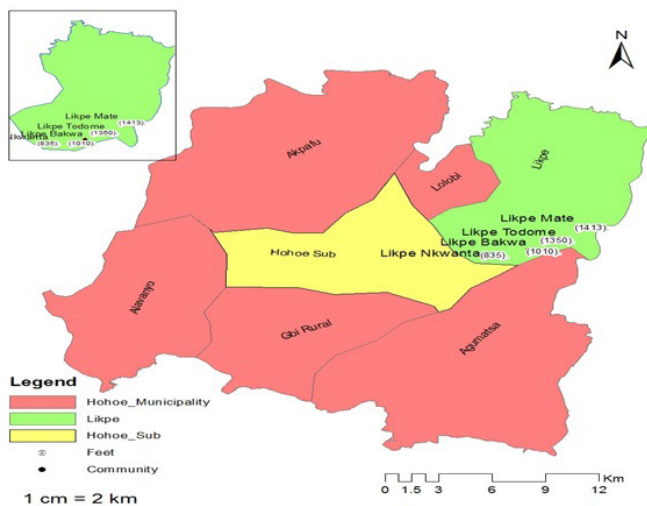 N
Likpe Mate
(1413)
Likpe Todome
(1350)
Likpe Bakwa
(835) (1010)
Akpafu
Lolobi
Likpe
Likpe Mate
(1413)
Likpe Todome
(1350)
Likpe Bakwa
(1010)
Likpe Nkwanta
(835)
Hohoe Sub
Alavanyo
Gbi Rural
Agumatsa
Legend
Hohoe_Municipality
Likpe
Hohoe_Sub
Feet
Community
1 cm = 2 km
Km
0 1.5 3 6 9 12